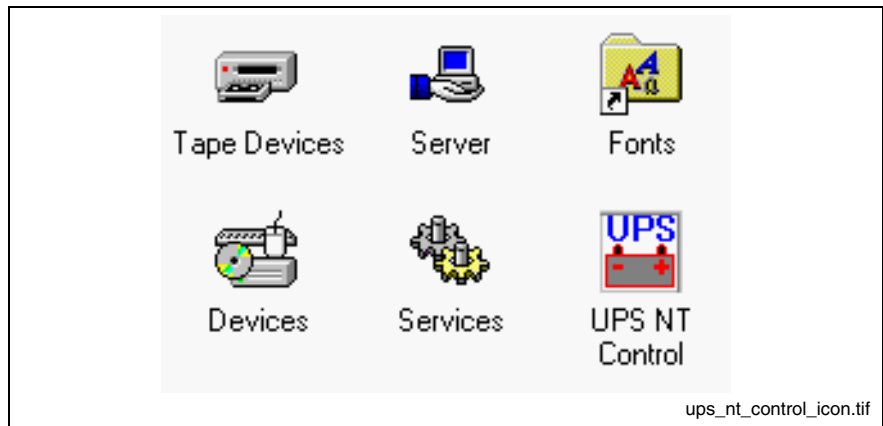 Tape Devices
Server
Fonts
Devices
Services
UPS
UPS NT
Control
ups_nt_control_icon.tif